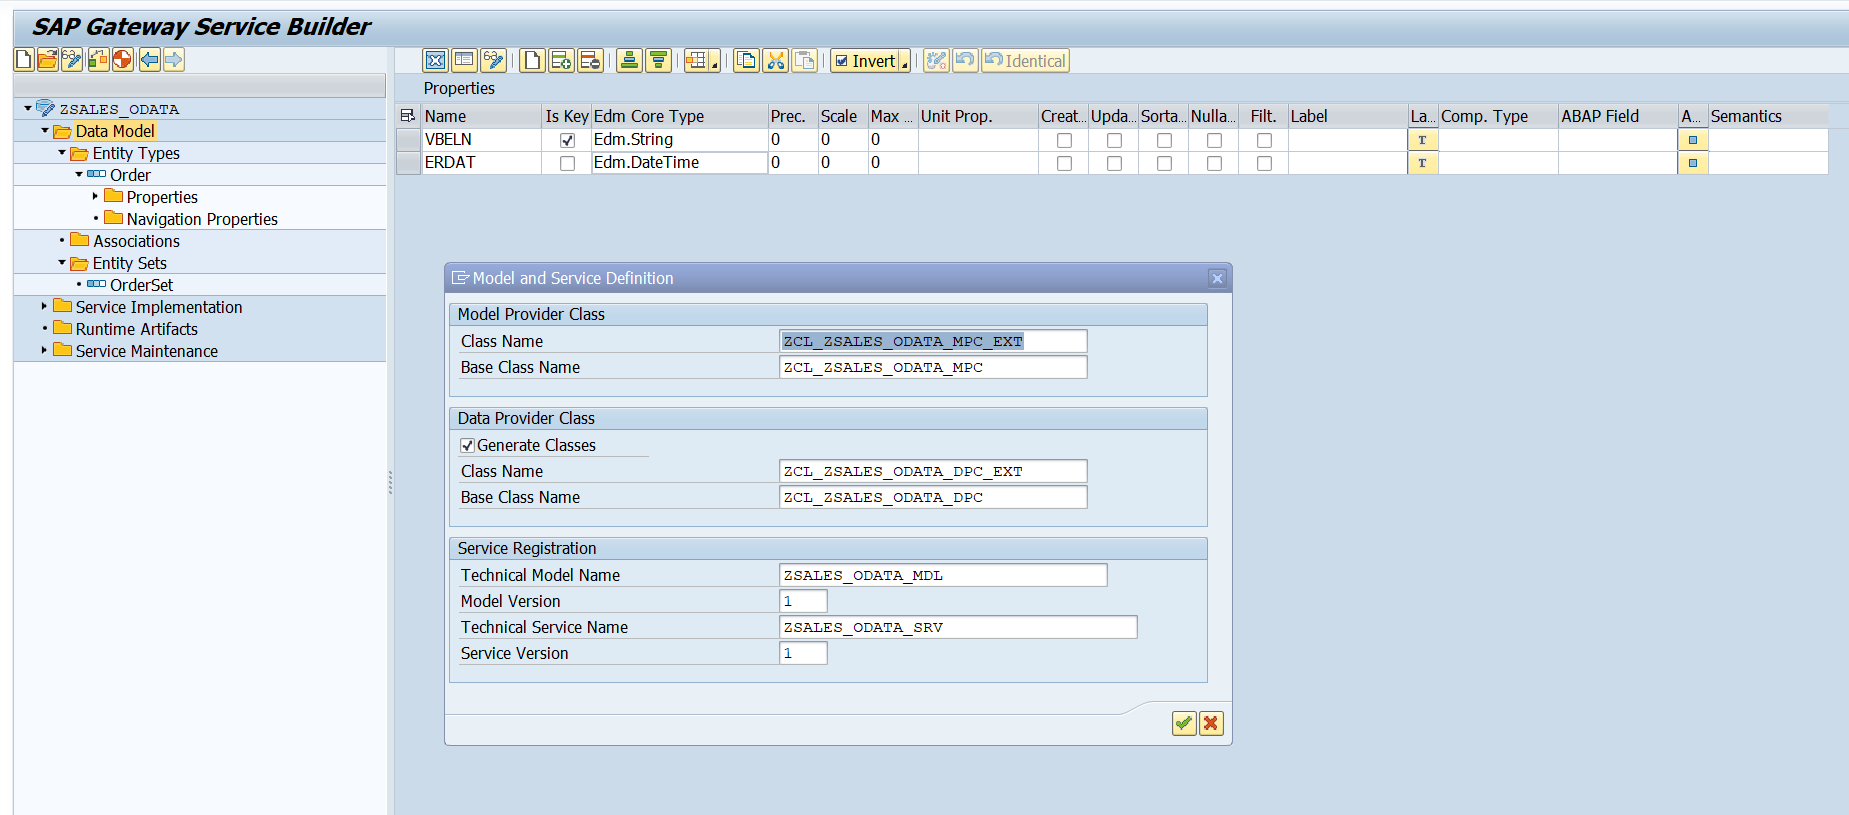 SAP Gateway Service Builder
Invert
Identical
Properties
Name Is Key Edm Core Type Prec. Scale Max ... Unit Prop. Creat... Upda... Sorta... Nulla... Filt. Label La... Comp. Type ABAP Field A... Semantics
VBELN Edm.String 0 0 0 T
ERDAT Edm.DateTime 0 0 0 T
ZSALES_ODATA
Data Model
Entity Types
Order
Properties
Navigation Properties
Associations
Entity Sets
OrderSet
Service Implementation
Runtime Artifacts
Service Maintenance
Model and Service Definition
Model Provider Class
Class Name ZCL_ZSALES_ODATA_MPC_EXT
Base Class Name ZCL_ZSALES_ODATA_MPC
Data Provider Class
Generate Classes
Class Name ZCL_ZSALES_ODATA_DPC_EXT
Base Class Name ZCL_ZSALES_ODATA_DPC
Service Registration
Technical Model Name ZSALES_ODATA_MDL
Model Version 1
Technical Service Name ZSALES_ODATA_SRV
Service Version 1